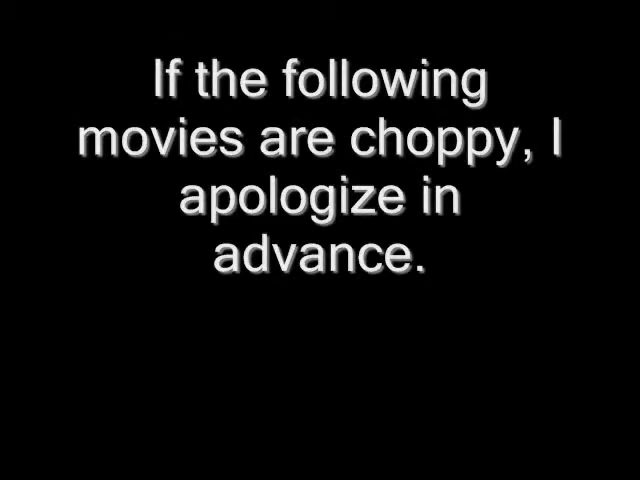 If the following
movies are choppy, I
apologize in
advance.